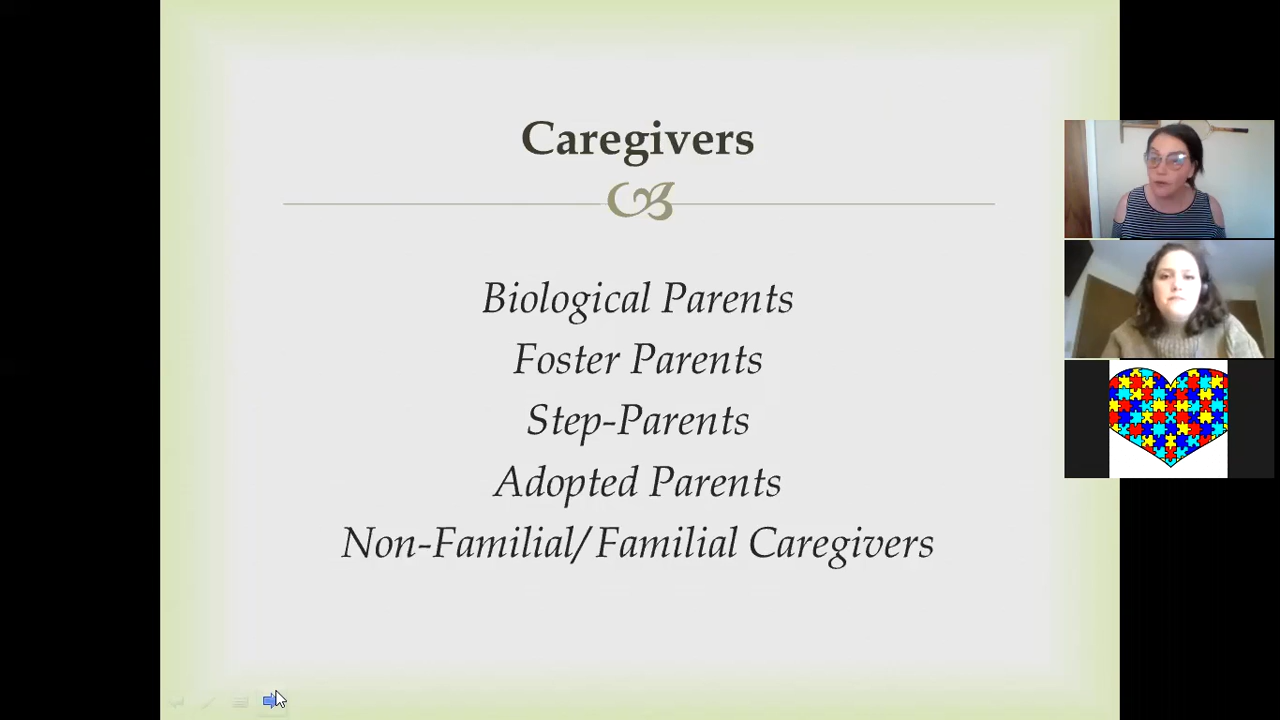 Caregivers
Biological Parents
Foster Parents
Step-Parents
Adopted Parents
Non-Familial/ Familial Caregivers